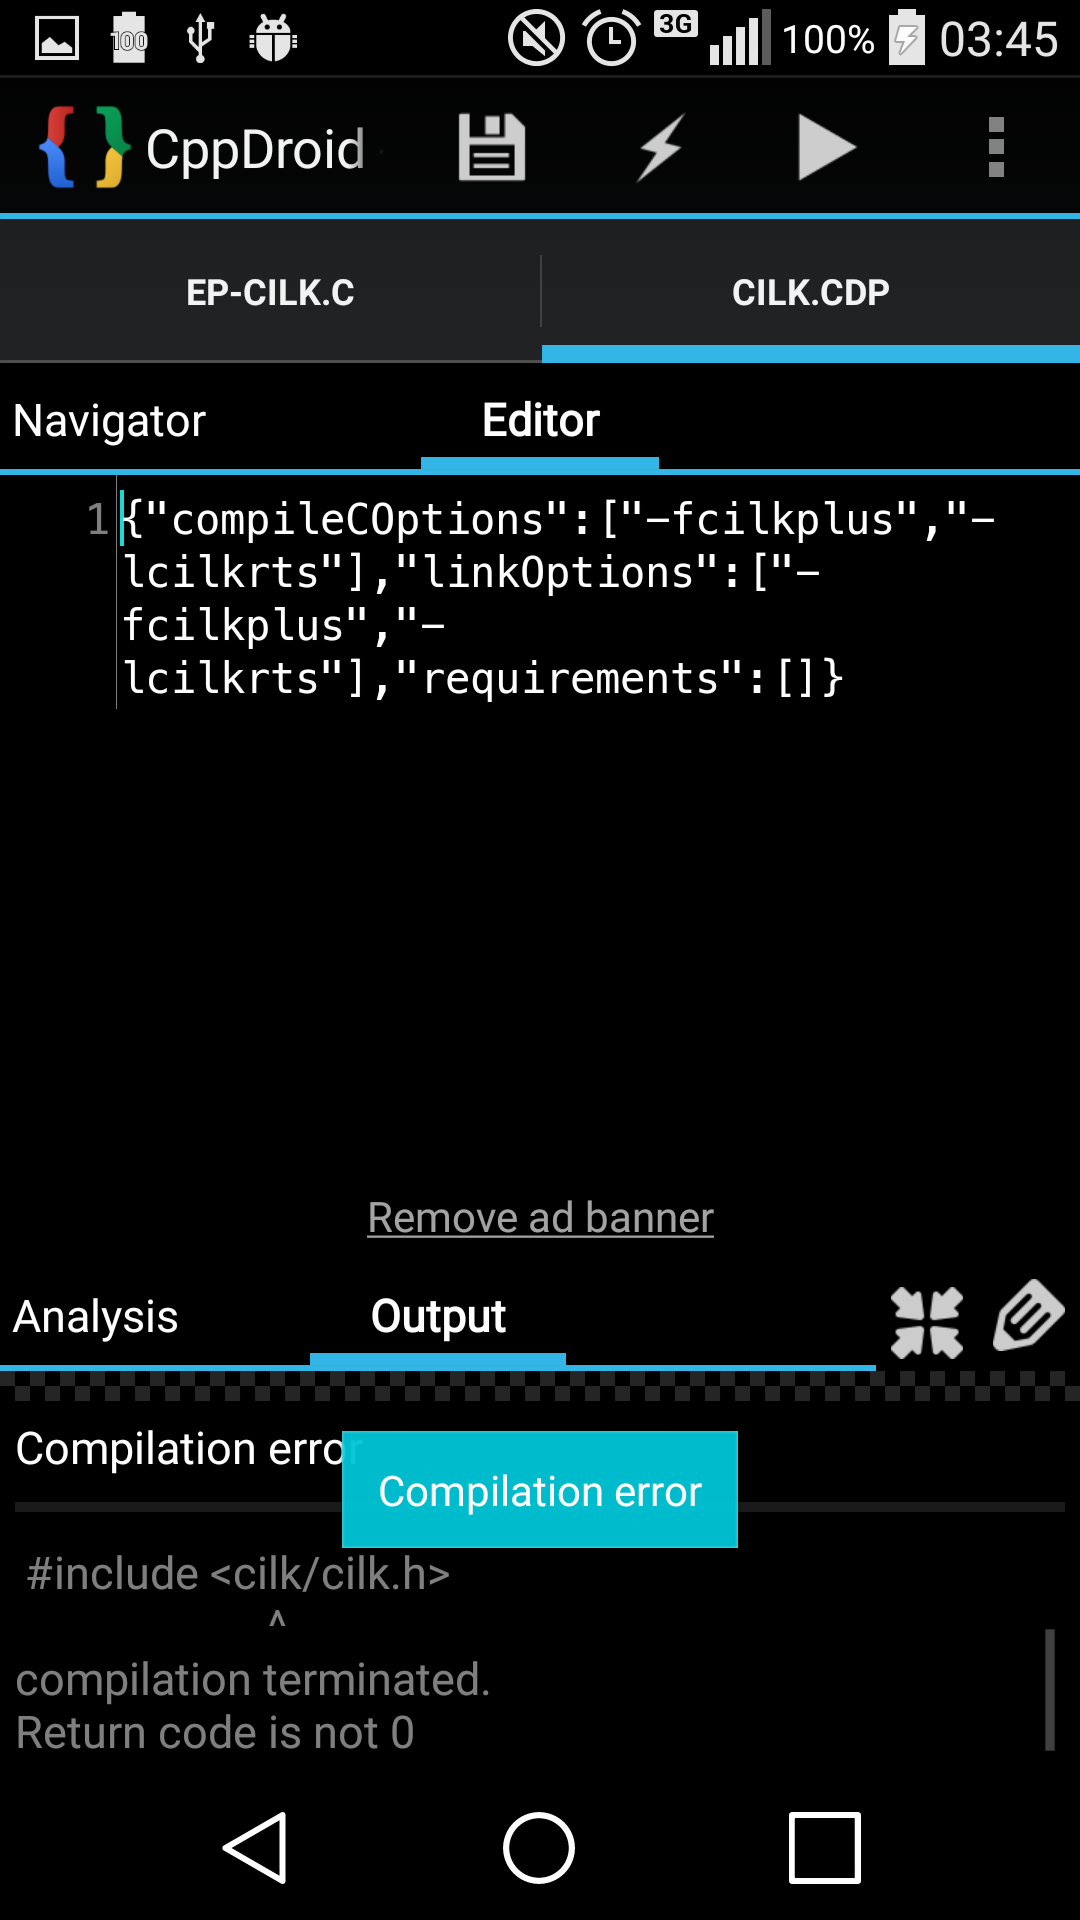 100 3G 100% 03:45
CppDroid
EP-CILK.C CILK.CDP
Navigator Editor
1 {"compileCOptions":["-fcilkplus","-
lcilkrts"],"linkOptions":["-
fcilkplus","-
lcilkrts"],"requirements":[]}
Remove ad banner
Analysis Output
Compilation error
Compilation error
#include <cilk/cilk.h>
^
compilation terminated.
Return code is not 0